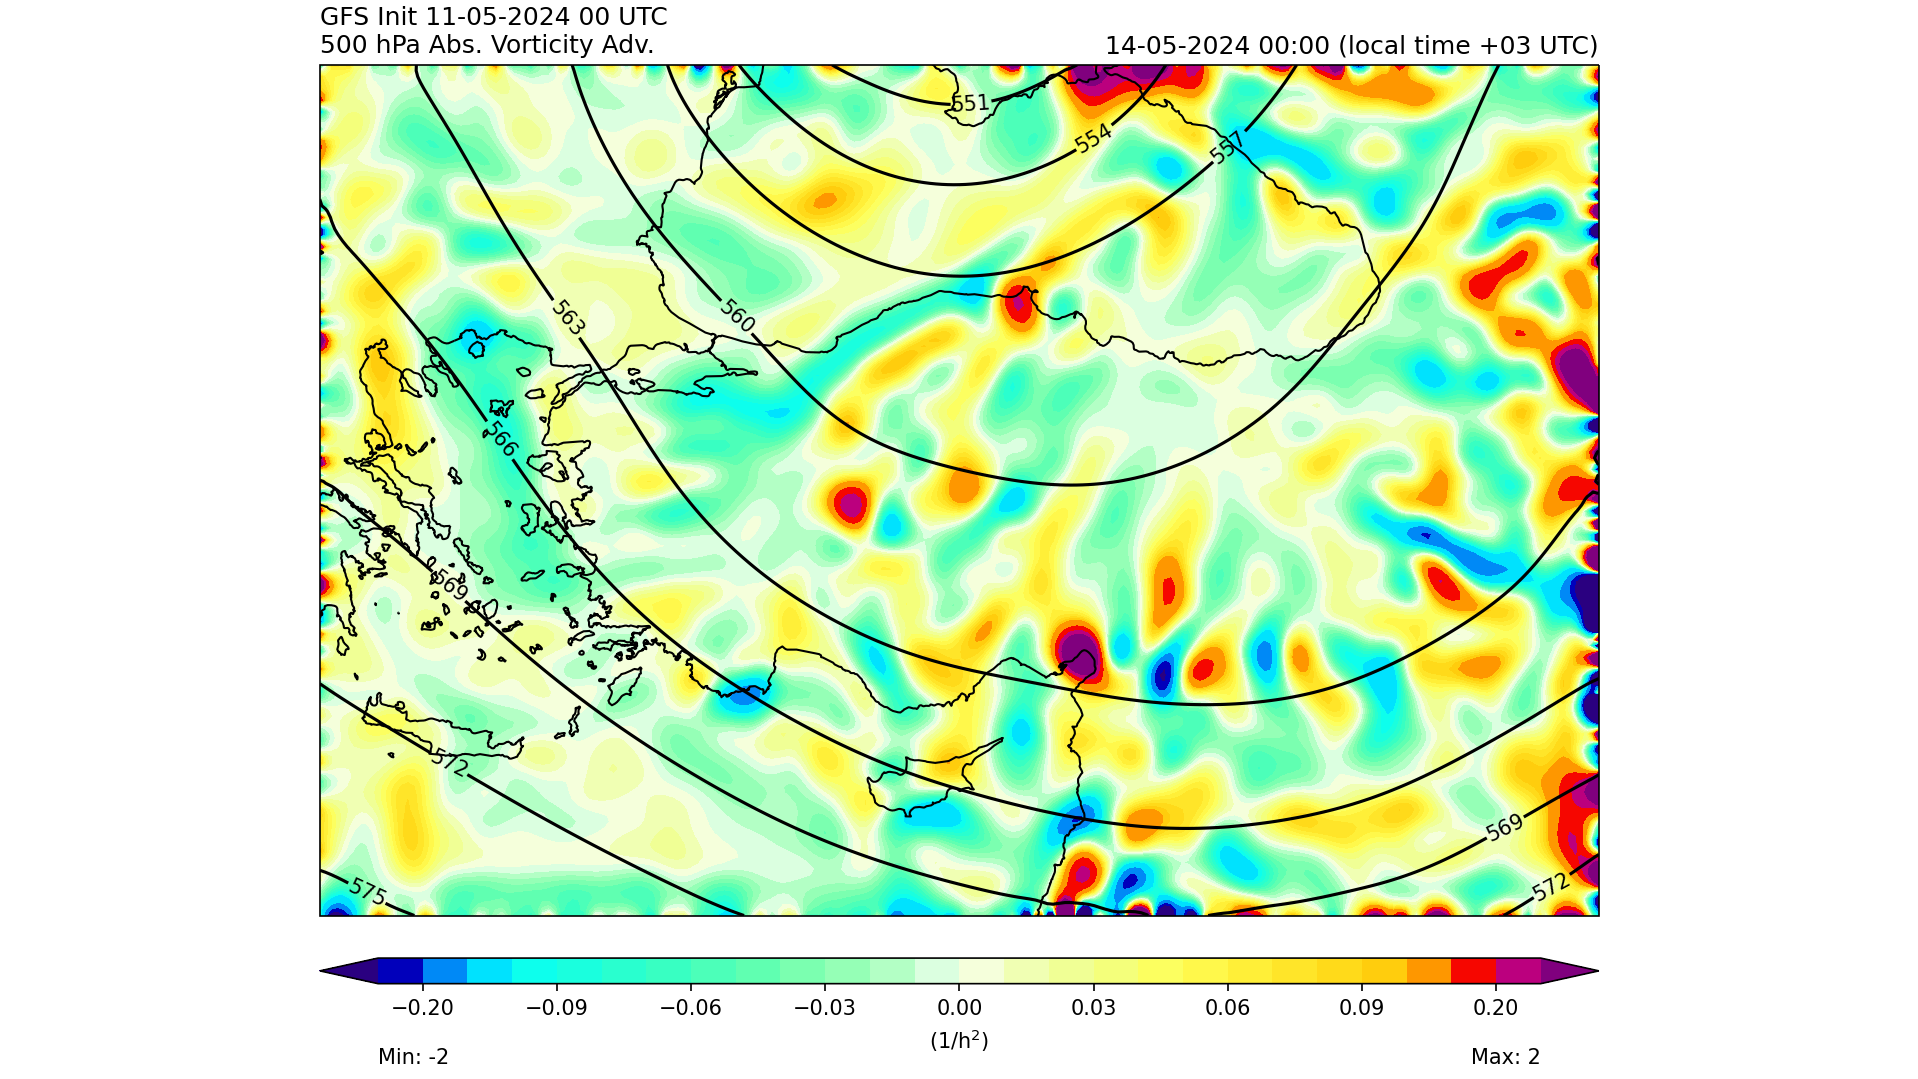 GFS Init 11-05-2024 00 UTC
500 hPa Abs. Vorticity Adv.
14-05-2024 00:00 (local time +03 UTC)
551
554
557
560
563
566
569
572
575
569
572
−0.20 −0.09 −0.06 −0.03 0.00 0.03 0.06 0.09 0.20
(1/h²)
Min: -2
Max: 2